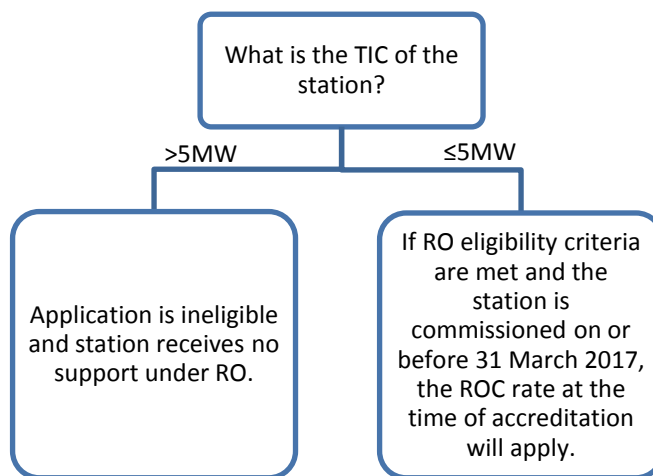 What is the TIC of the
station?
>5MW
≤5MW
Application is ineligible
and station receives no
support under RO.
If RO eligibility criteria
are met and the
station is
commissioned on or
before 31 March 2017,
the ROC rate at the
time of accreditation
will apply.